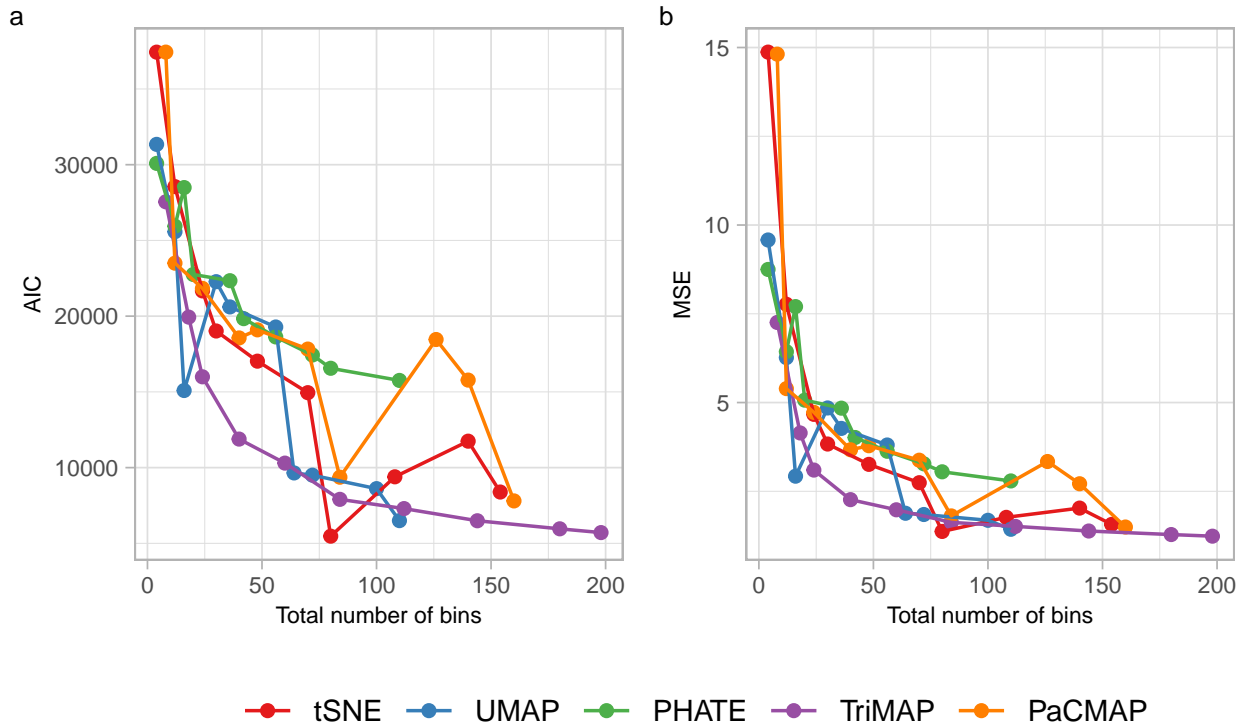 a
30000
20000
10000
AIC
0 50 100 150 200
Total number of bins
b
15
10
5
MSE
0 50 100 150 200
Total number of bins
tSNE UMAP PHATE TriMAP PaCMAP